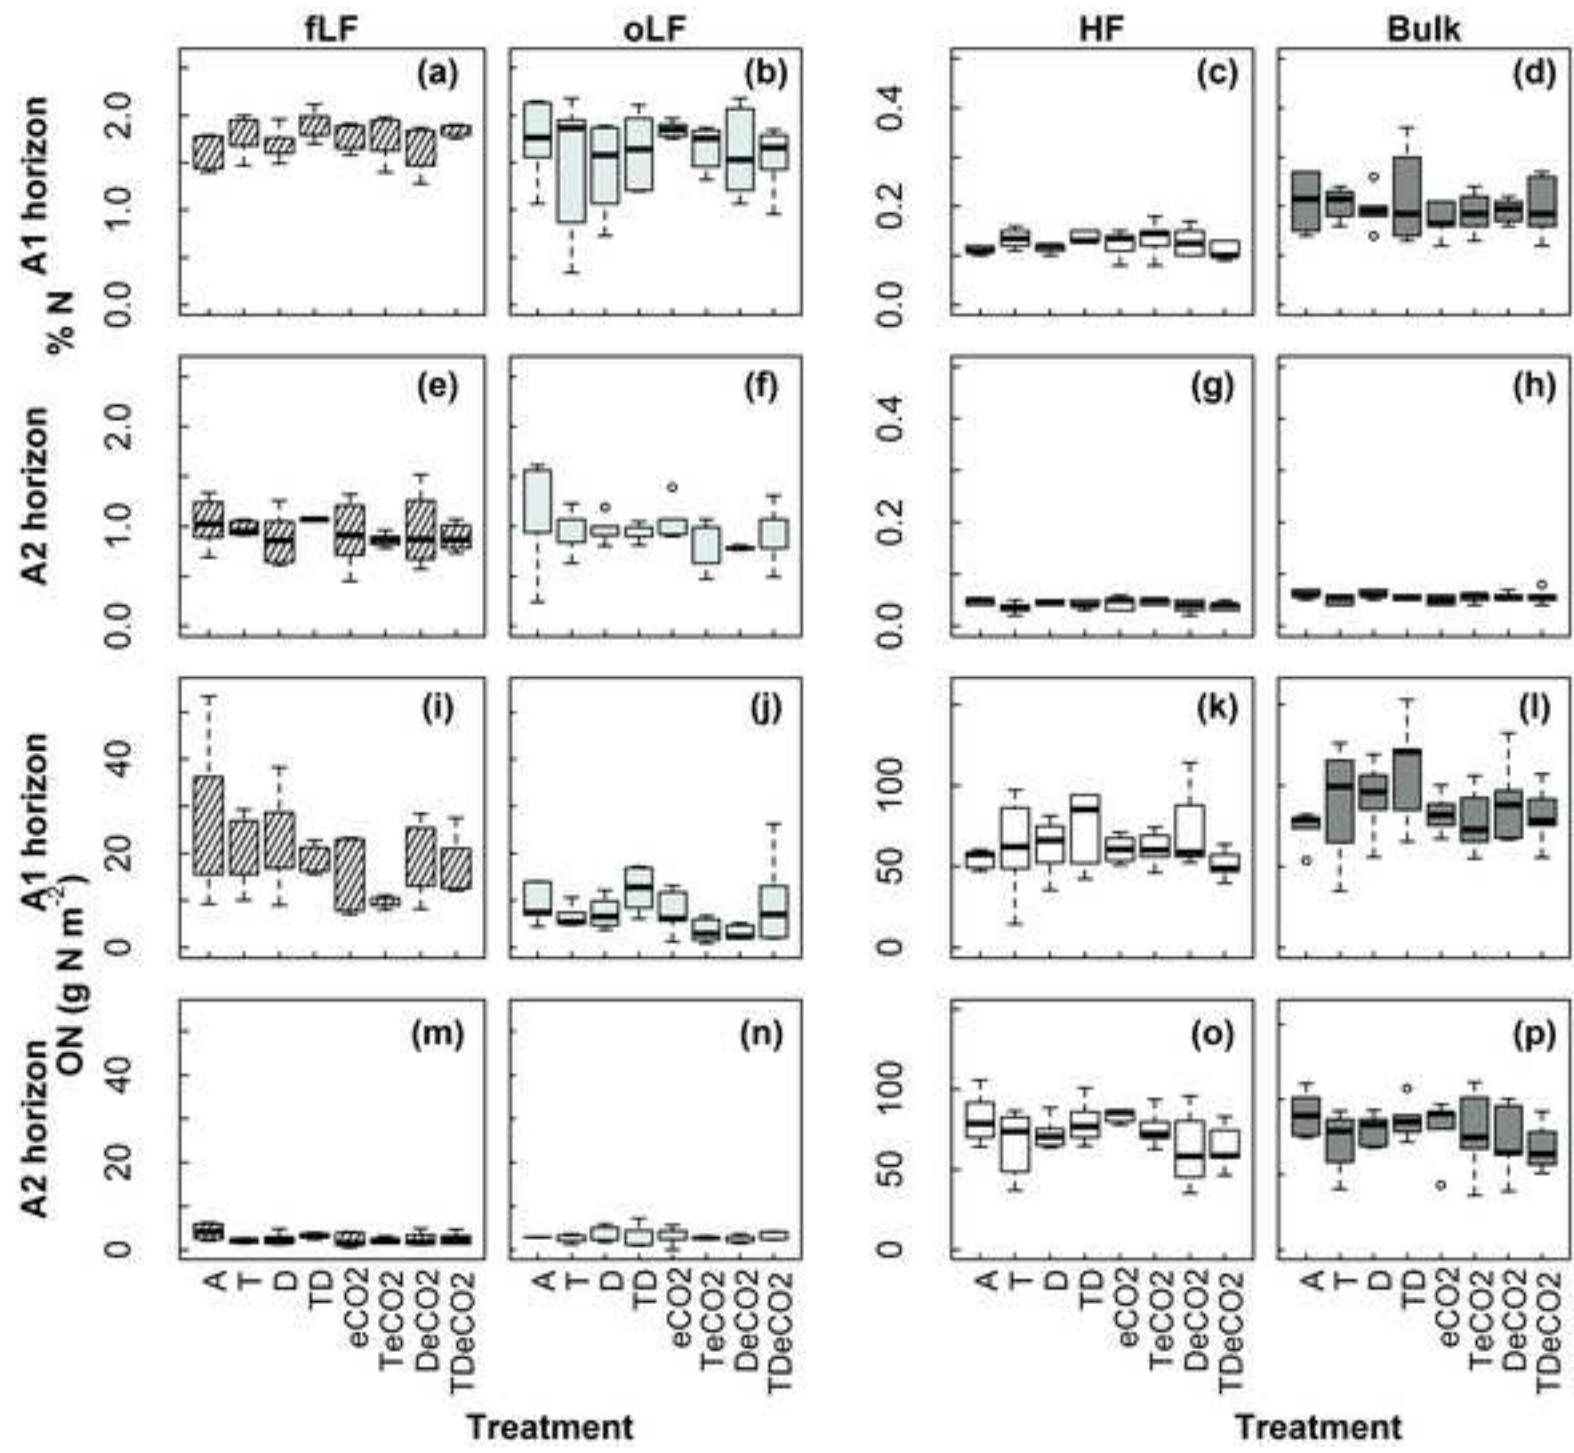 fLF oLF HF Bulk
(a) (b) (c) (d)
A1 horizon
0.0 1.0 2.0
0.0 0.2 0.4
% N
(e) (f) (g) (h)
A2 horizon
0.0 1.0 2.0
0.0 0.2 0.4
(i) (j) (k) (l)
A1 horizon
0 20 40
0 50 100
ON (g N m-2)
(m) (n) (o) (p)
A2 horizon
0 20 40
0 50 100
A T D TD eCO2 TeCO2 DeCO2 TDeCO2
A T D TD eCO2 TeCO2 DeCO2 TDeCO2
A T D TD eCO2 TeCO2 DeCO2 TDeCO2
A T D TD eCO2 TeCO2 DeCO2 TDeCO2
Treatment Treatment